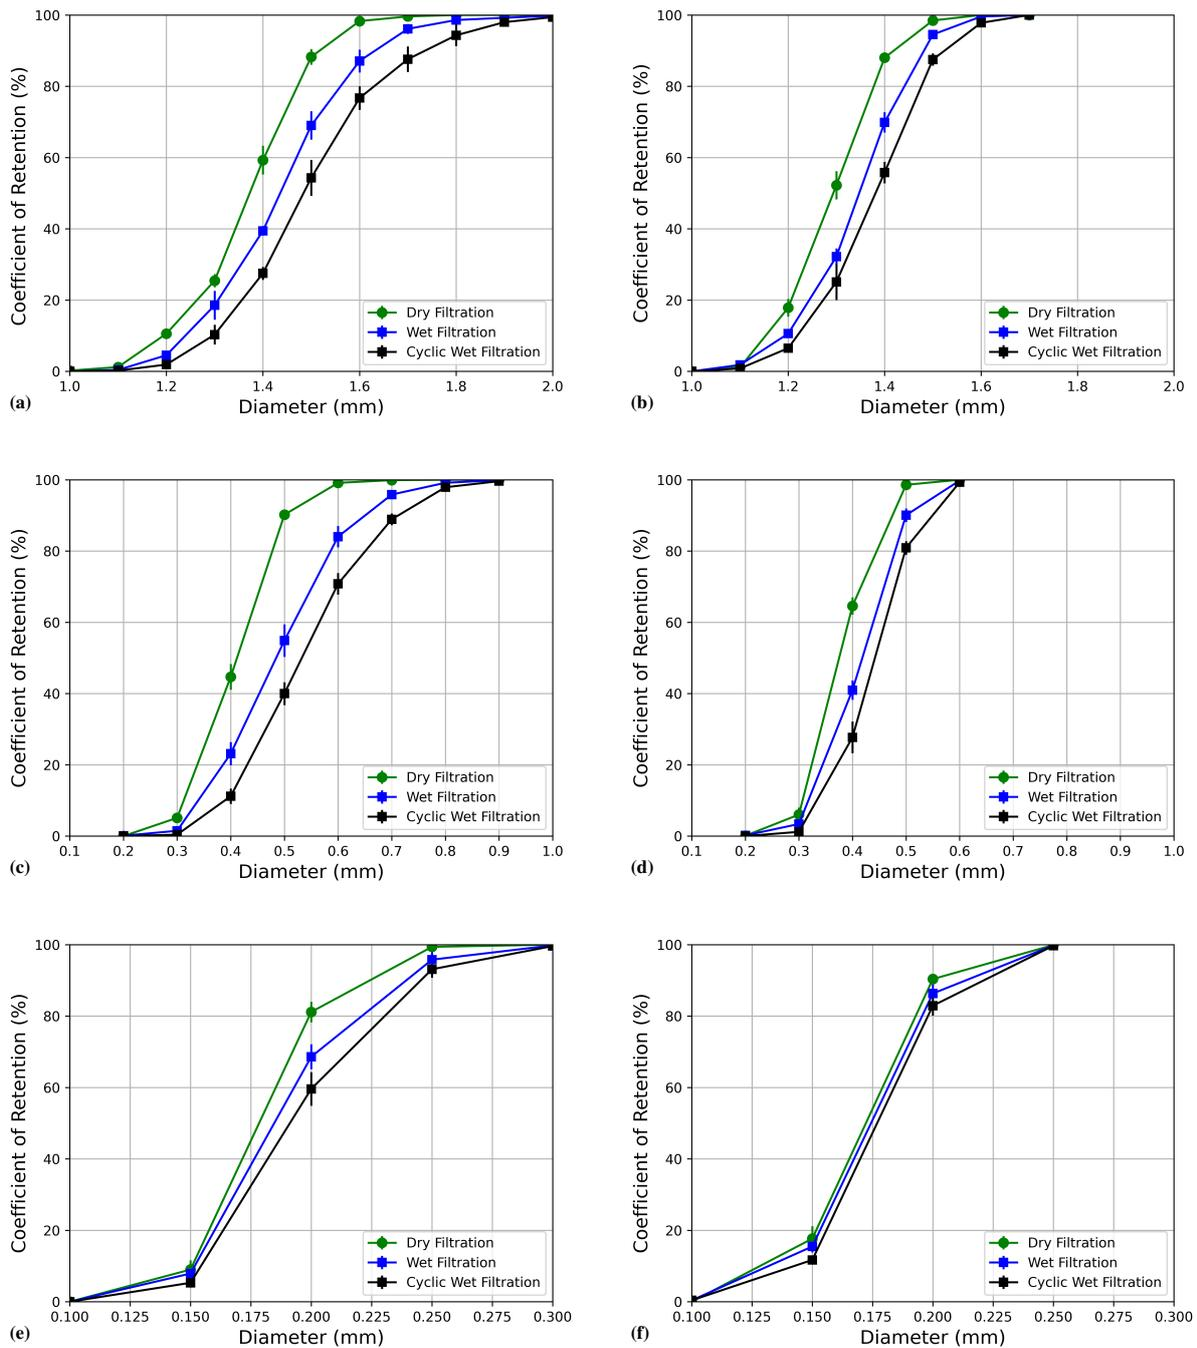 100
80
60
40
20
0
Coefficient of Retention (%)
Dry Filtration
Wet Filtration
Cyclic Wet Filtration
1.0 1.2 1.4 1.6 1.8 2.0
Diameter (mm)
(a)
100
80
60
40
20
0
Coefficient of Retention (%)
Dry Filtration
Wet Filtration
Cyclic Wet Filtration
1.0 1.2 1.4 1.6 1.8 2.0
Diameter (mm)
(b)
100
80
60
40
20
0
Coefficient of Retention (%)
Dry Filtration
Wet Filtration
Cyclic Wet Filtration
0.1 0.2 0.3 0.4 0.5 0.6 0.7 0.8 0.9 1.0
Diameter (mm)
(c)
100
80
60
40
20
0
Coefficient of Retention (%)
Dry Filtration
Wet Filtration
Cyclic Wet Filtration
0.1 0.2 0.3 0.4 0.5 0.6 0.7 0.8 0.9 1.0
Diameter (mm)
(d)
100
80
60
40
20
0
Coefficient of Retention (%)
Dry Filtration
Wet Filtration
Cyclic Wet Filtration
0.100 0.125 0.150 0.175 0.200 0.225 0.250 0.275 0.300
Diameter (mm)
(e)
100
80
60
40
20
0
Coefficient of Retention (%)
Dry Filtration
Wet Filtration
Cyclic Wet Filtration
0.100 0.125 0.150 0.175 0.200 0.225 0.250 0.275 0.300
Diameter (mm)
(f)